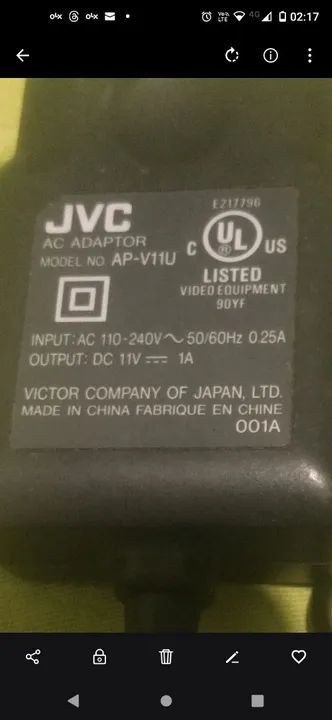 02:17
JVC
AC ADAPTOR
MODEL NO. AP-V11U
E217796
C UL US
®
LISTED
VIDEO EQUIPMENT
90YF
INPUT: AC 110-240V ~ 50/60Hz 0.25A
OUTPUT: DC 11V ⎓ 1A
VICTOR COMPANY OF JAPAN, LTD.
MADE IN CHINA FABRIQUE EN CHINE
001A